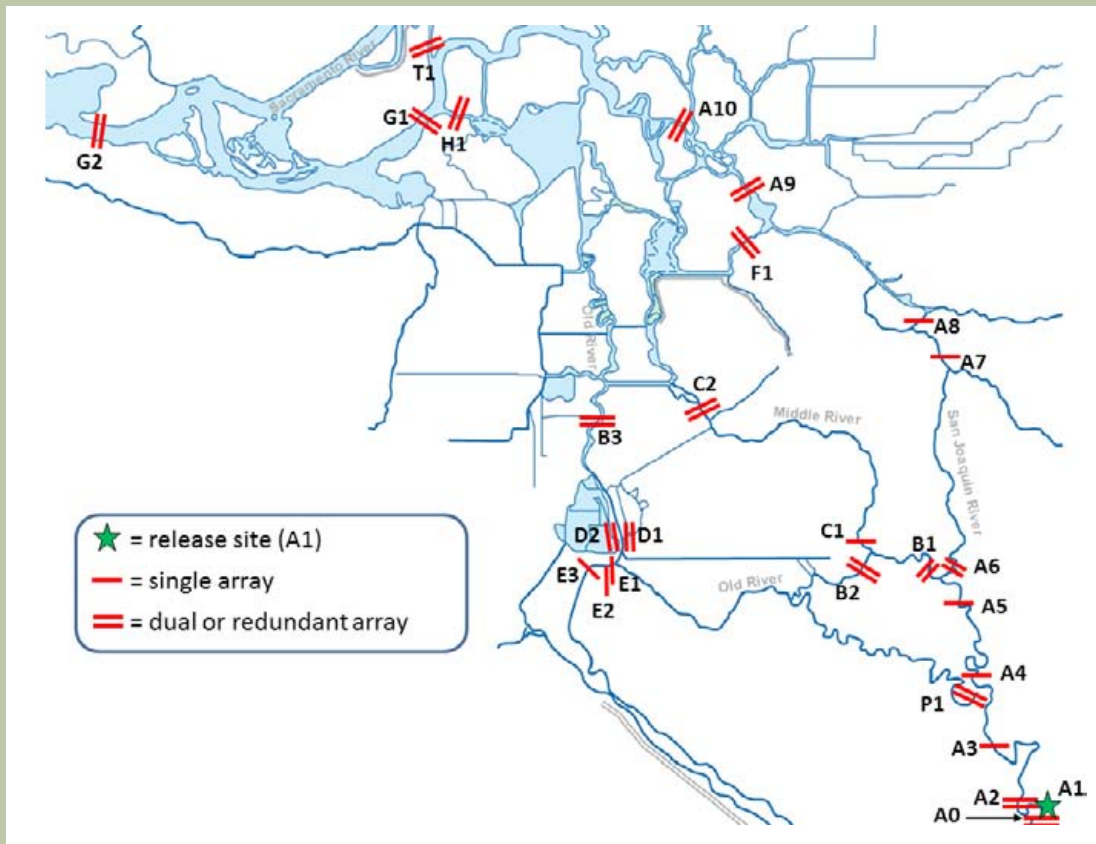 Sacramento River
T1
G1
H1
G2
A10
A9
F1
Old River
A8
A7
C2
Middle River
San Joaquin River
B3
= release site (A1)
= single array
= dual or redundant array
D2
D1
C1
B1
A6
E3
E1
E2
Old River
B2
A5
A4
P1
A3
A2
A1
A0